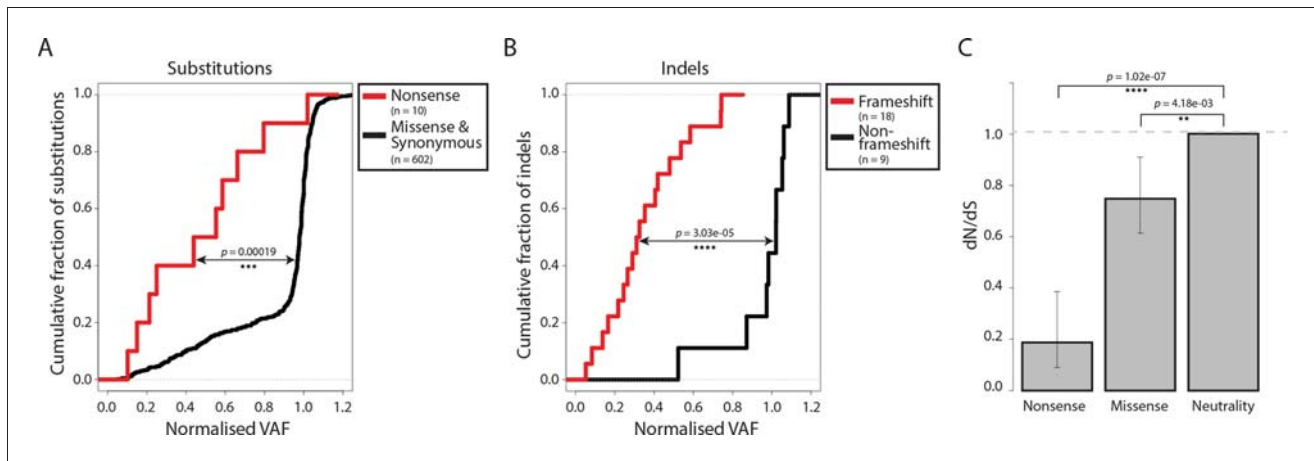 A
Substitutions
Cumulative fraction of substitutions
1.0
0.8
0.6
0.4
0.2
0.0
p = 0.00019
***
0.0 0.2 0.4 0.6 0.8 1.0 1.2
Normalised VAF
Nonsense
(n = 10)
Missense &
Synonymous
(n = 602)
B
Indels
Cumulative fraction of indels
1.0
0.8
0.6
0.4
0.2
0.0
p = 3.03e-05
****
0.0 0.2 0.4 0.6 0.8 1.0 1.2
Normalised VAF
Frameshift
(n = 18)
Non-
frameshift
(n = 9)
C
p = 1.02e-07
****
p = 4.18e-03
**
dN/dS
1.0
0.8
0.6
0.4
0.2
0.0
Nonsense Missense Neutrality